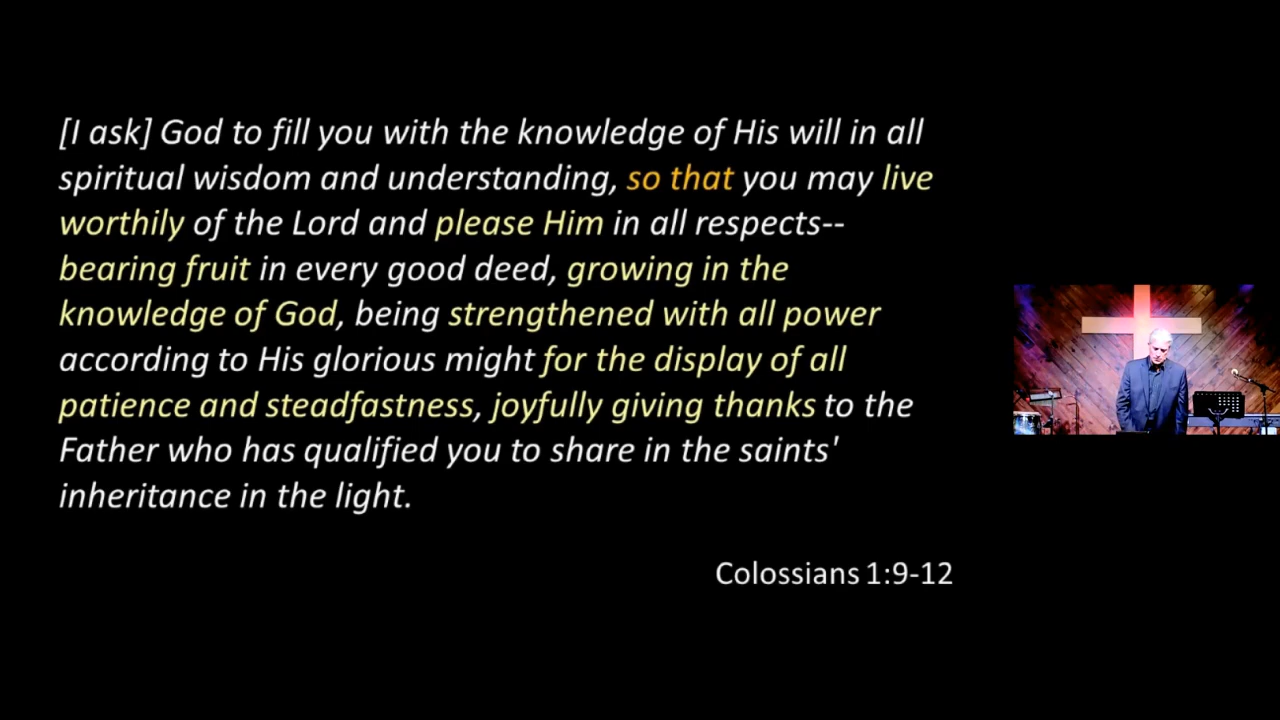 [I ask] God to fill you with the knowledge of His will in all
spiritual wisdom and understanding, so that you may live
worthily of the Lord and please Him in all respects--
bearing fruit in every good deed, growing in the
knowledge of God, being strengthened with all power
according to His glorious might for the display of all
patience and steadfastness, joyfully giving thanks to the
Father who has qualified you to share in the saints'
inheritance in the light.
Colossians 1:9-12